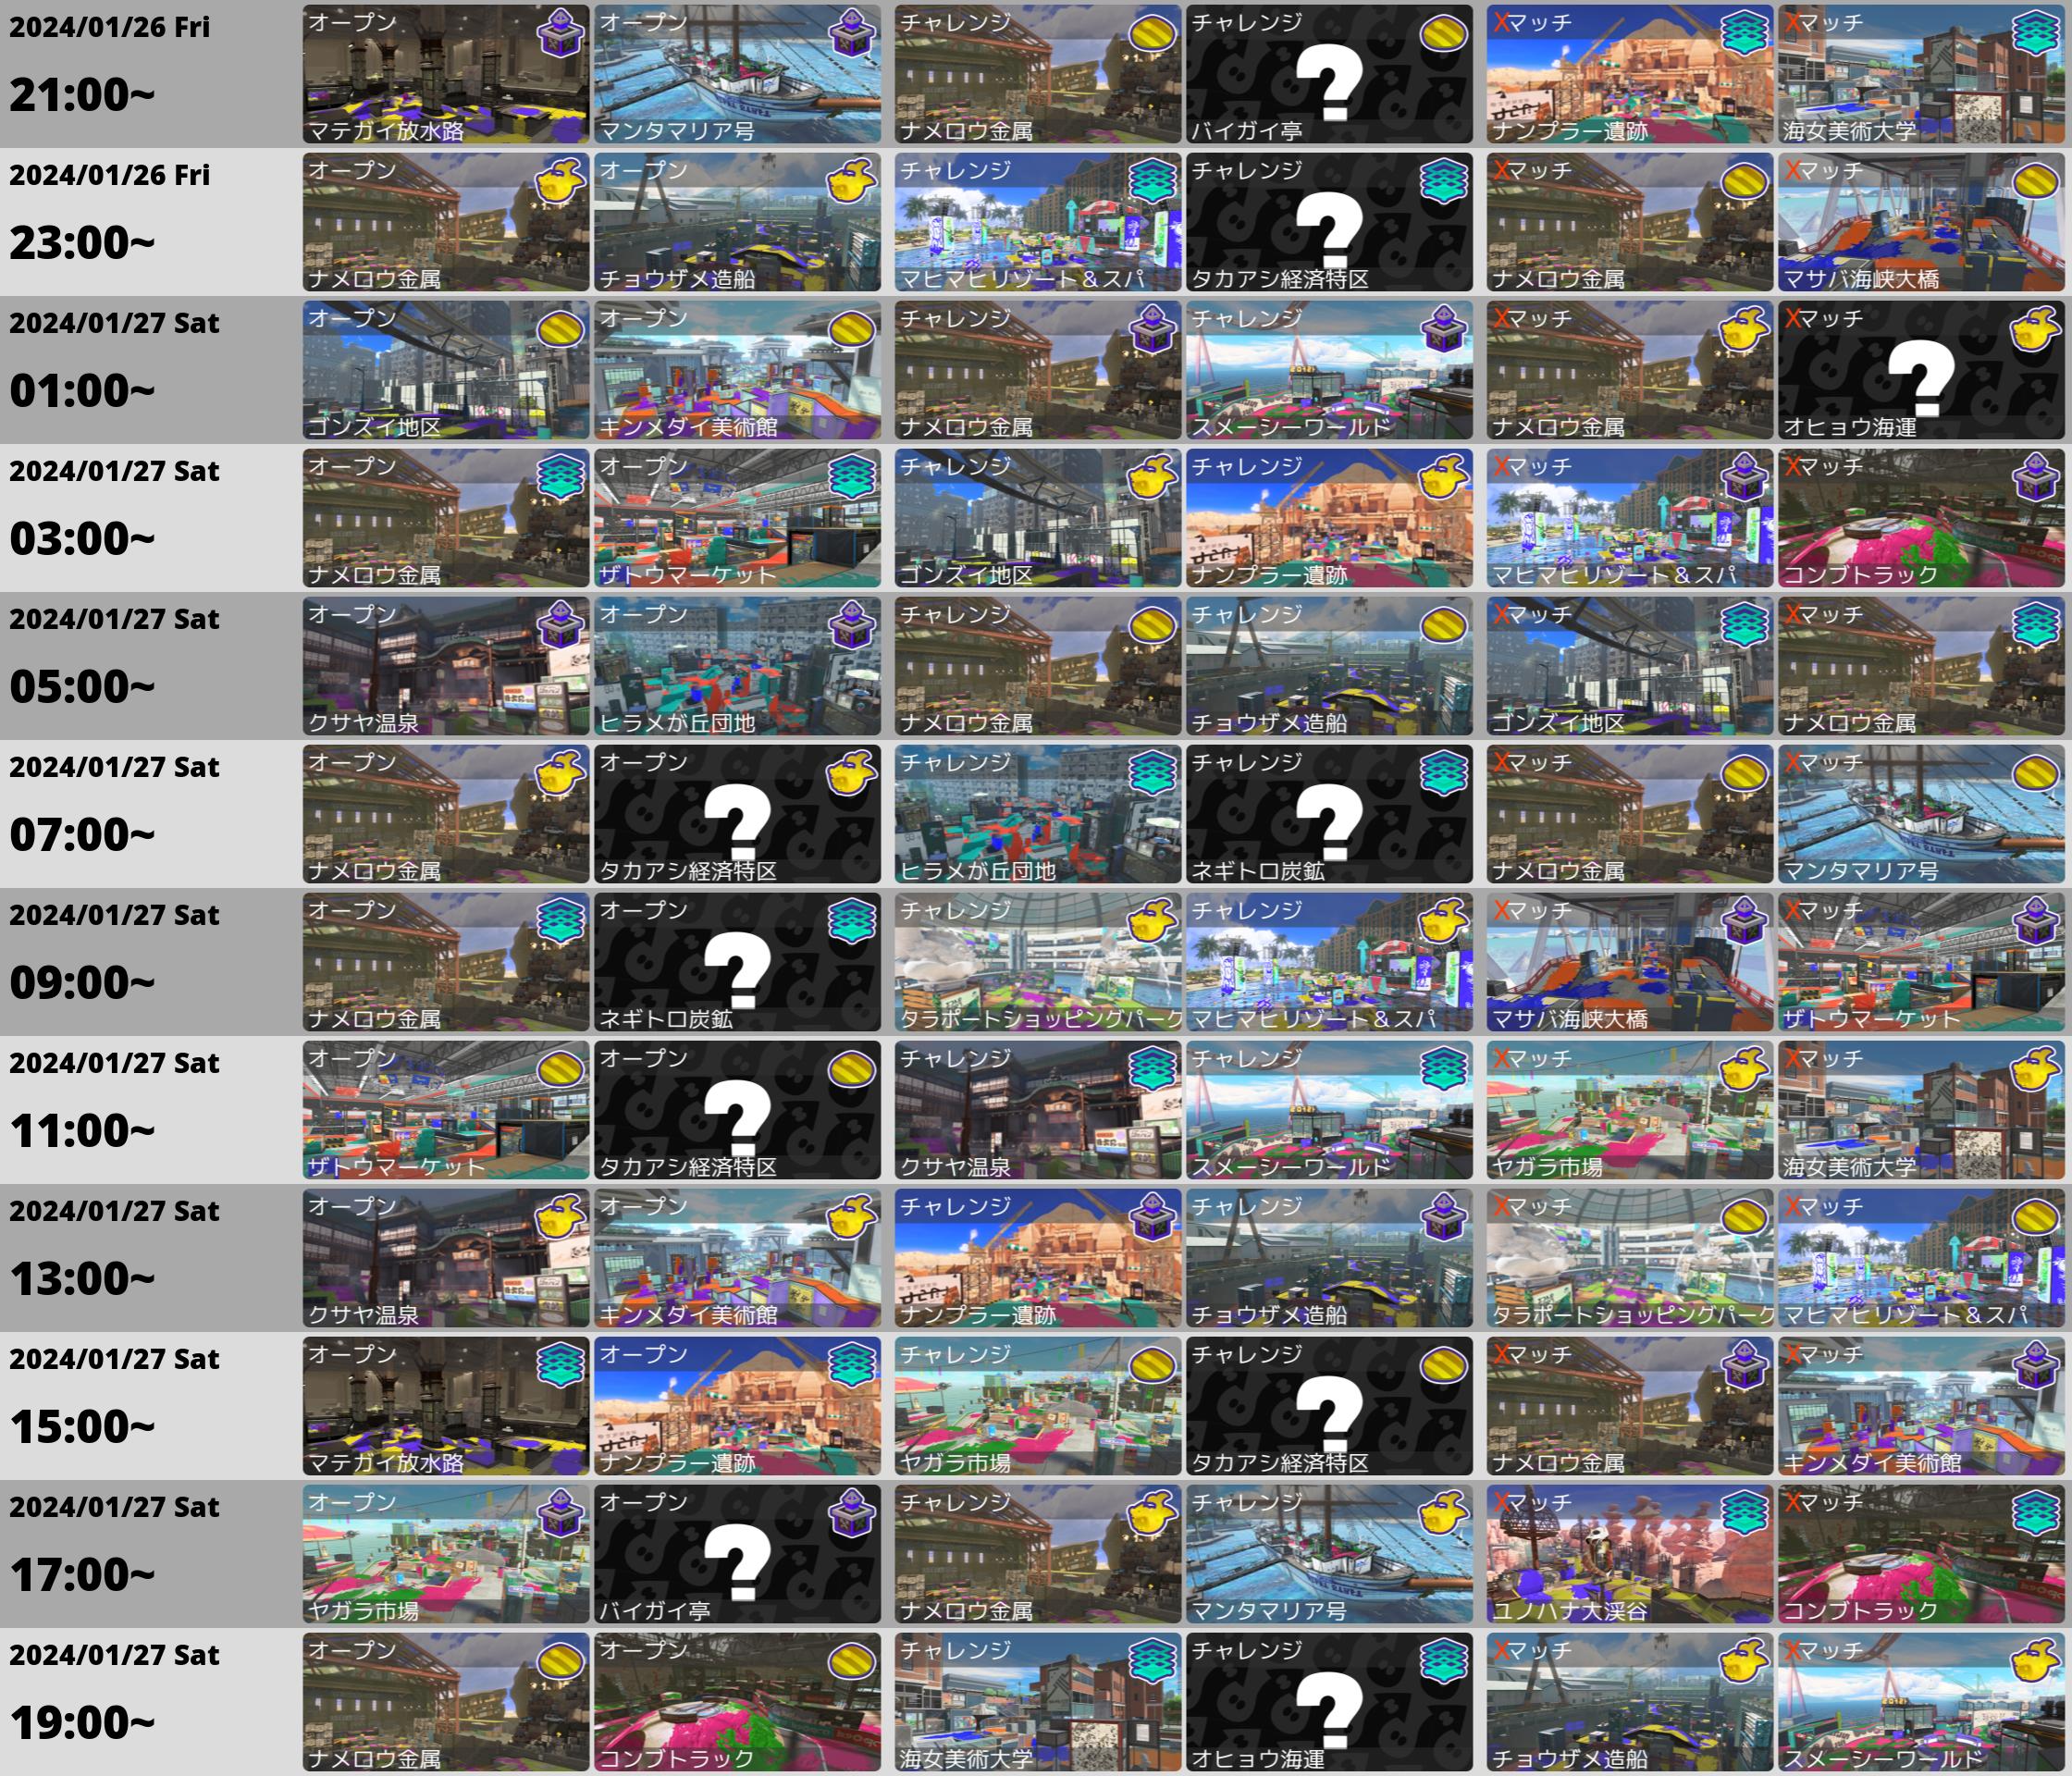 2024/01/26 Fri
21:00~
オープン
マテガイ放水路
オープン
マンタマリア号
チャレンジ
ナメロウ金属
チャレンジ
バイガイ亭
Xマッチ
ナンプラー遺跡
Xマッチ
海女美術大学
2024/01/26 Fri
23:00~
オープン
ナメロウ金属
オープン
チョウザメ造船
チャレンジ
マヒマヒリゾート＆スパ
チャレンジ
タカアシ経済特区
Xマッチ
ナメロウ金属
Xマッチ
マサバ海峡大橋
2024/01/27 Sat
01:00~
オープン
ゴンズイ地区
オープン
キンメダイ美術館
チャレンジ
ナメロウ金属
チャレンジ
スメーシーワールド
Xマッチ
ナメロウ金属
Xマッチ
オヒョウ海運
2024/01/27 Sat
03:00~
オープン
ナメロウ金属
オープン
ザトウマーケット
チャレンジ
ゴンズイ地区
チャレンジ
ナンプラー遺跡
Xマッチ
マヒマヒリゾート＆スパ
Xマッチ
コンブトラック
2024/01/27 Sat
05:00~
オープン
クサヤ温泉
オープン
ヒラメが丘団地
チャレンジ
ナメロウ金属
チャレンジ
チョウザメ造船
Xマッチ
ゴンズイ地区
Xマッチ
ナメロウ金属
2024/01/27 Sat
07:00~
オープン
ナメロウ金属
オープン
タカアシ経済特区
チャレンジ
ヒラメが丘団地
チャレンジ
ネギトロ炭鉱
Xマッチ
ナメロウ金属
Xマッチ
マンタマリア号
2024/01/27 Sat
09:00~
オープン
ナメロウ金属
オープン
ネギトロ炭鉱
チャレンジ
タラポートショッピングパーク
チャレンジ
マヒマヒリゾート＆スパ
Xマッチ
マサバ海峡大橋
Xマッチ
ザトウマーケット
2024/01/27 Sat
11:00~
オープン
ザトウマーケット
オープン
タカアシ経済特区
チャレンジ
クサヤ温泉
チャレンジ
スメーシーワールド
Xマッチ
ヤガラ市場
Xマッチ
海女美術大学
2024/01/27 Sat
13:00~
オープン
クサヤ温泉
オープン
キンメダイ美術館
チャレンジ
ナンプラー遺跡
チャレンジ
チョウザメ造船
Xマッチ
タラポートショッピングパーク
Xマッチ
マヒマヒリゾート＆スパ
2024/01/27 Sat
15:00~
オープン
マテガイ放水路
オープン
ナンプラー遺跡
チャレンジ
ヤガラ市場
チャレンジ
タカアシ経済特区
Xマッチ
ナメロウ金属
Xマッチ
キンメダイ美術館
2024/01/27 Sat
17:00~
オープン
ヤガラ市場
オープン
バイガイ亭
チャレンジ
ナメロウ金属
チャレンジ
マンタマリア号
Xマッチ
ユノハナ大渓谷
Xマッチ
コンブトラック
2024/01/27 Sat
19:00~
オープン
ナメロウ金属
オープン
コンブトラック
チャレンジ
海女美術大学
チャレンジ
オヒョウ海運
Xマッチ
チョウザメ造船
Xマッチ
スメーシーワールド